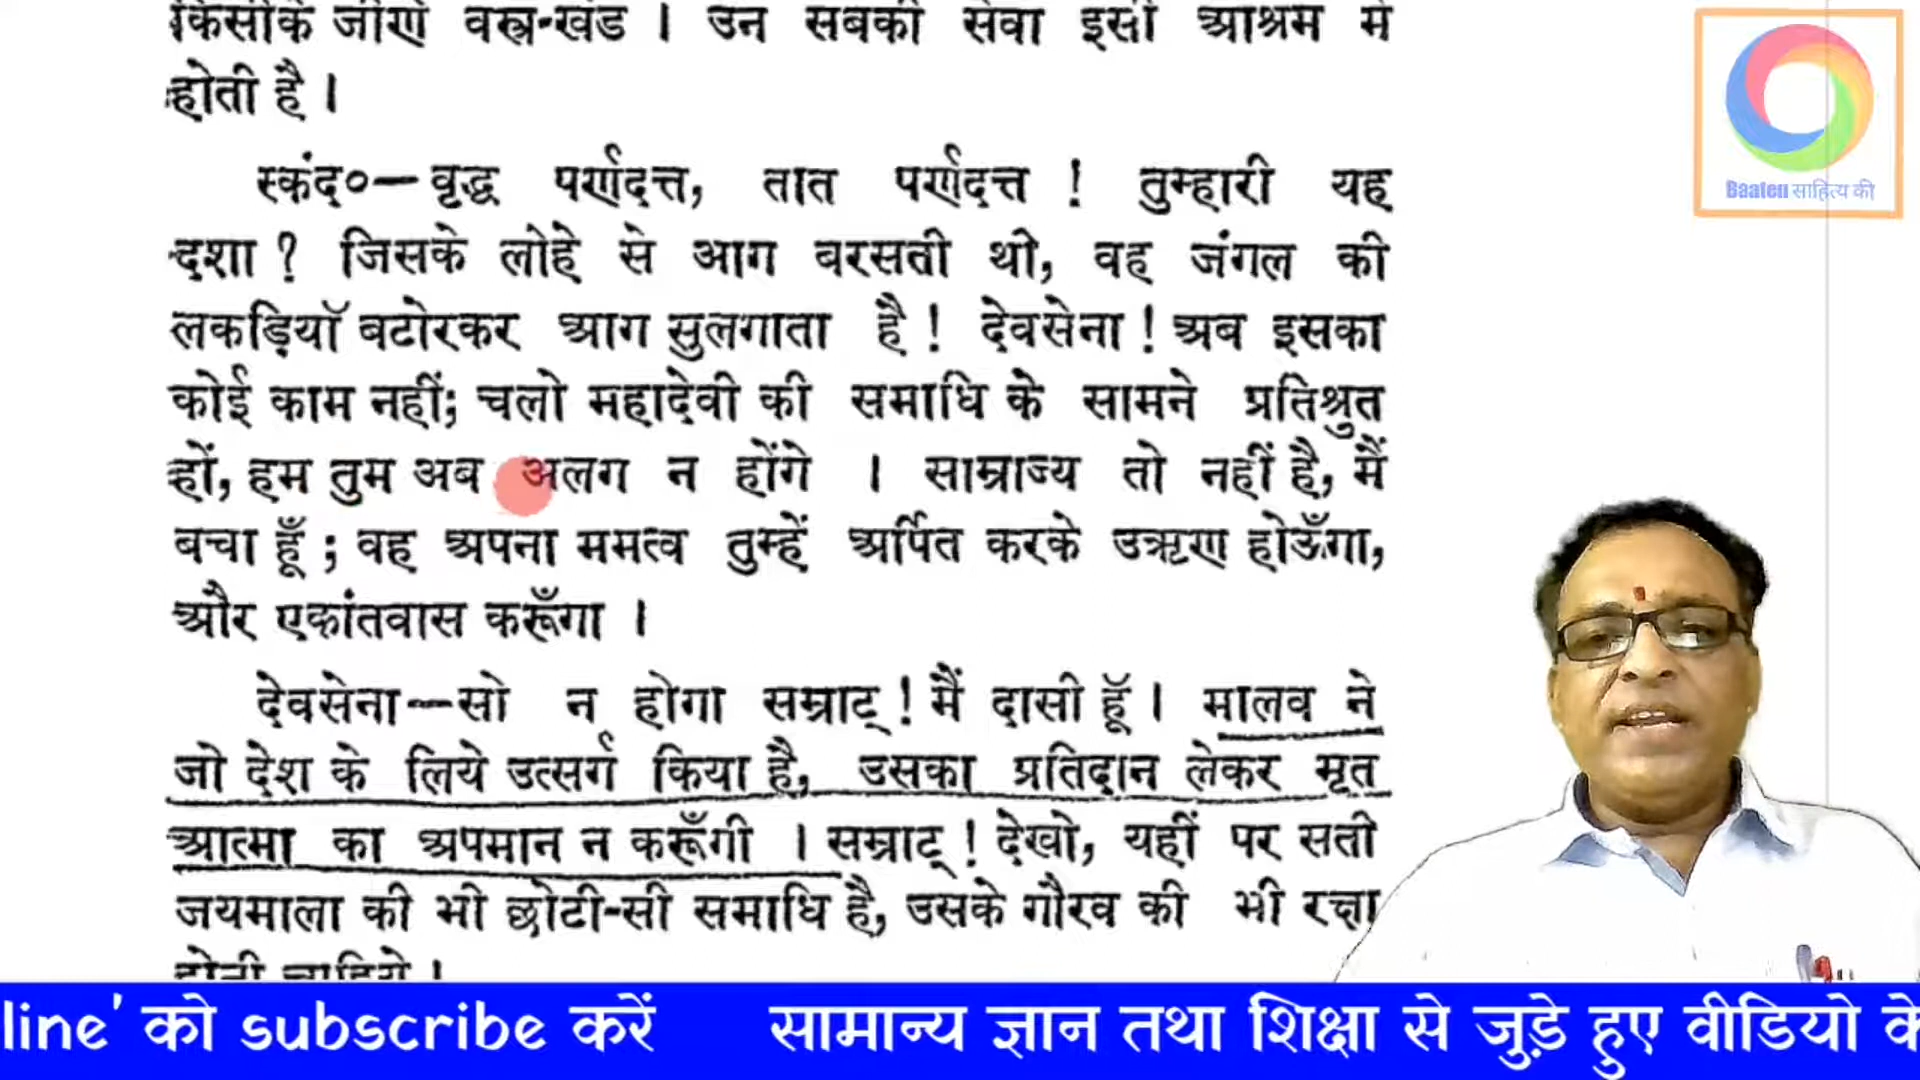 किसीके जीर्ण वस्त्र-खंड । उन सबकी सेवा इसी आश्रम में
होती है ।
स्कंद०—वृद्ध पर्णदत्त, तात पर्णदत्त ! तुम्हारी यह
दशा ? जिसके लोहे से आग बरसती थी, वह जंगल की
लकड़ियॉ बटोरकर आग सुलगाता है ! देवसेना ! अब इसका
कोई काम नहीं; चलो महादेवी की समाधि के सामने प्रतिश्रुत
हों, हम तुम अब अलग न होंगे । साम्राज्य तो नहीं है, मैं
बचा हूँ ; वह अपना ममत्व तुम्हें अर्पित करके उऋण होऊँगा,
और एकांतवास करूँगा ।
देवसेना—सो न होगा सम्राट् ! मैं दासी हूॅ । मालव ने
जो देश के लिये उत्सर्ग किया है, उसका प्रतिदान लेकर मृत
आत्मा का अपमान न करूँगी । सम्राट् ! देखो, यहीं पर सती
जयमाला की भी छोटी-सी समाधि है, उसके गौरव की भी रक्षा
होनी चाहिये ।
Baaten साहित्य की
line' को subscribe करें सामान्य ज्ञान तथा शिक्षा से जुड़े हुए वीडियो के